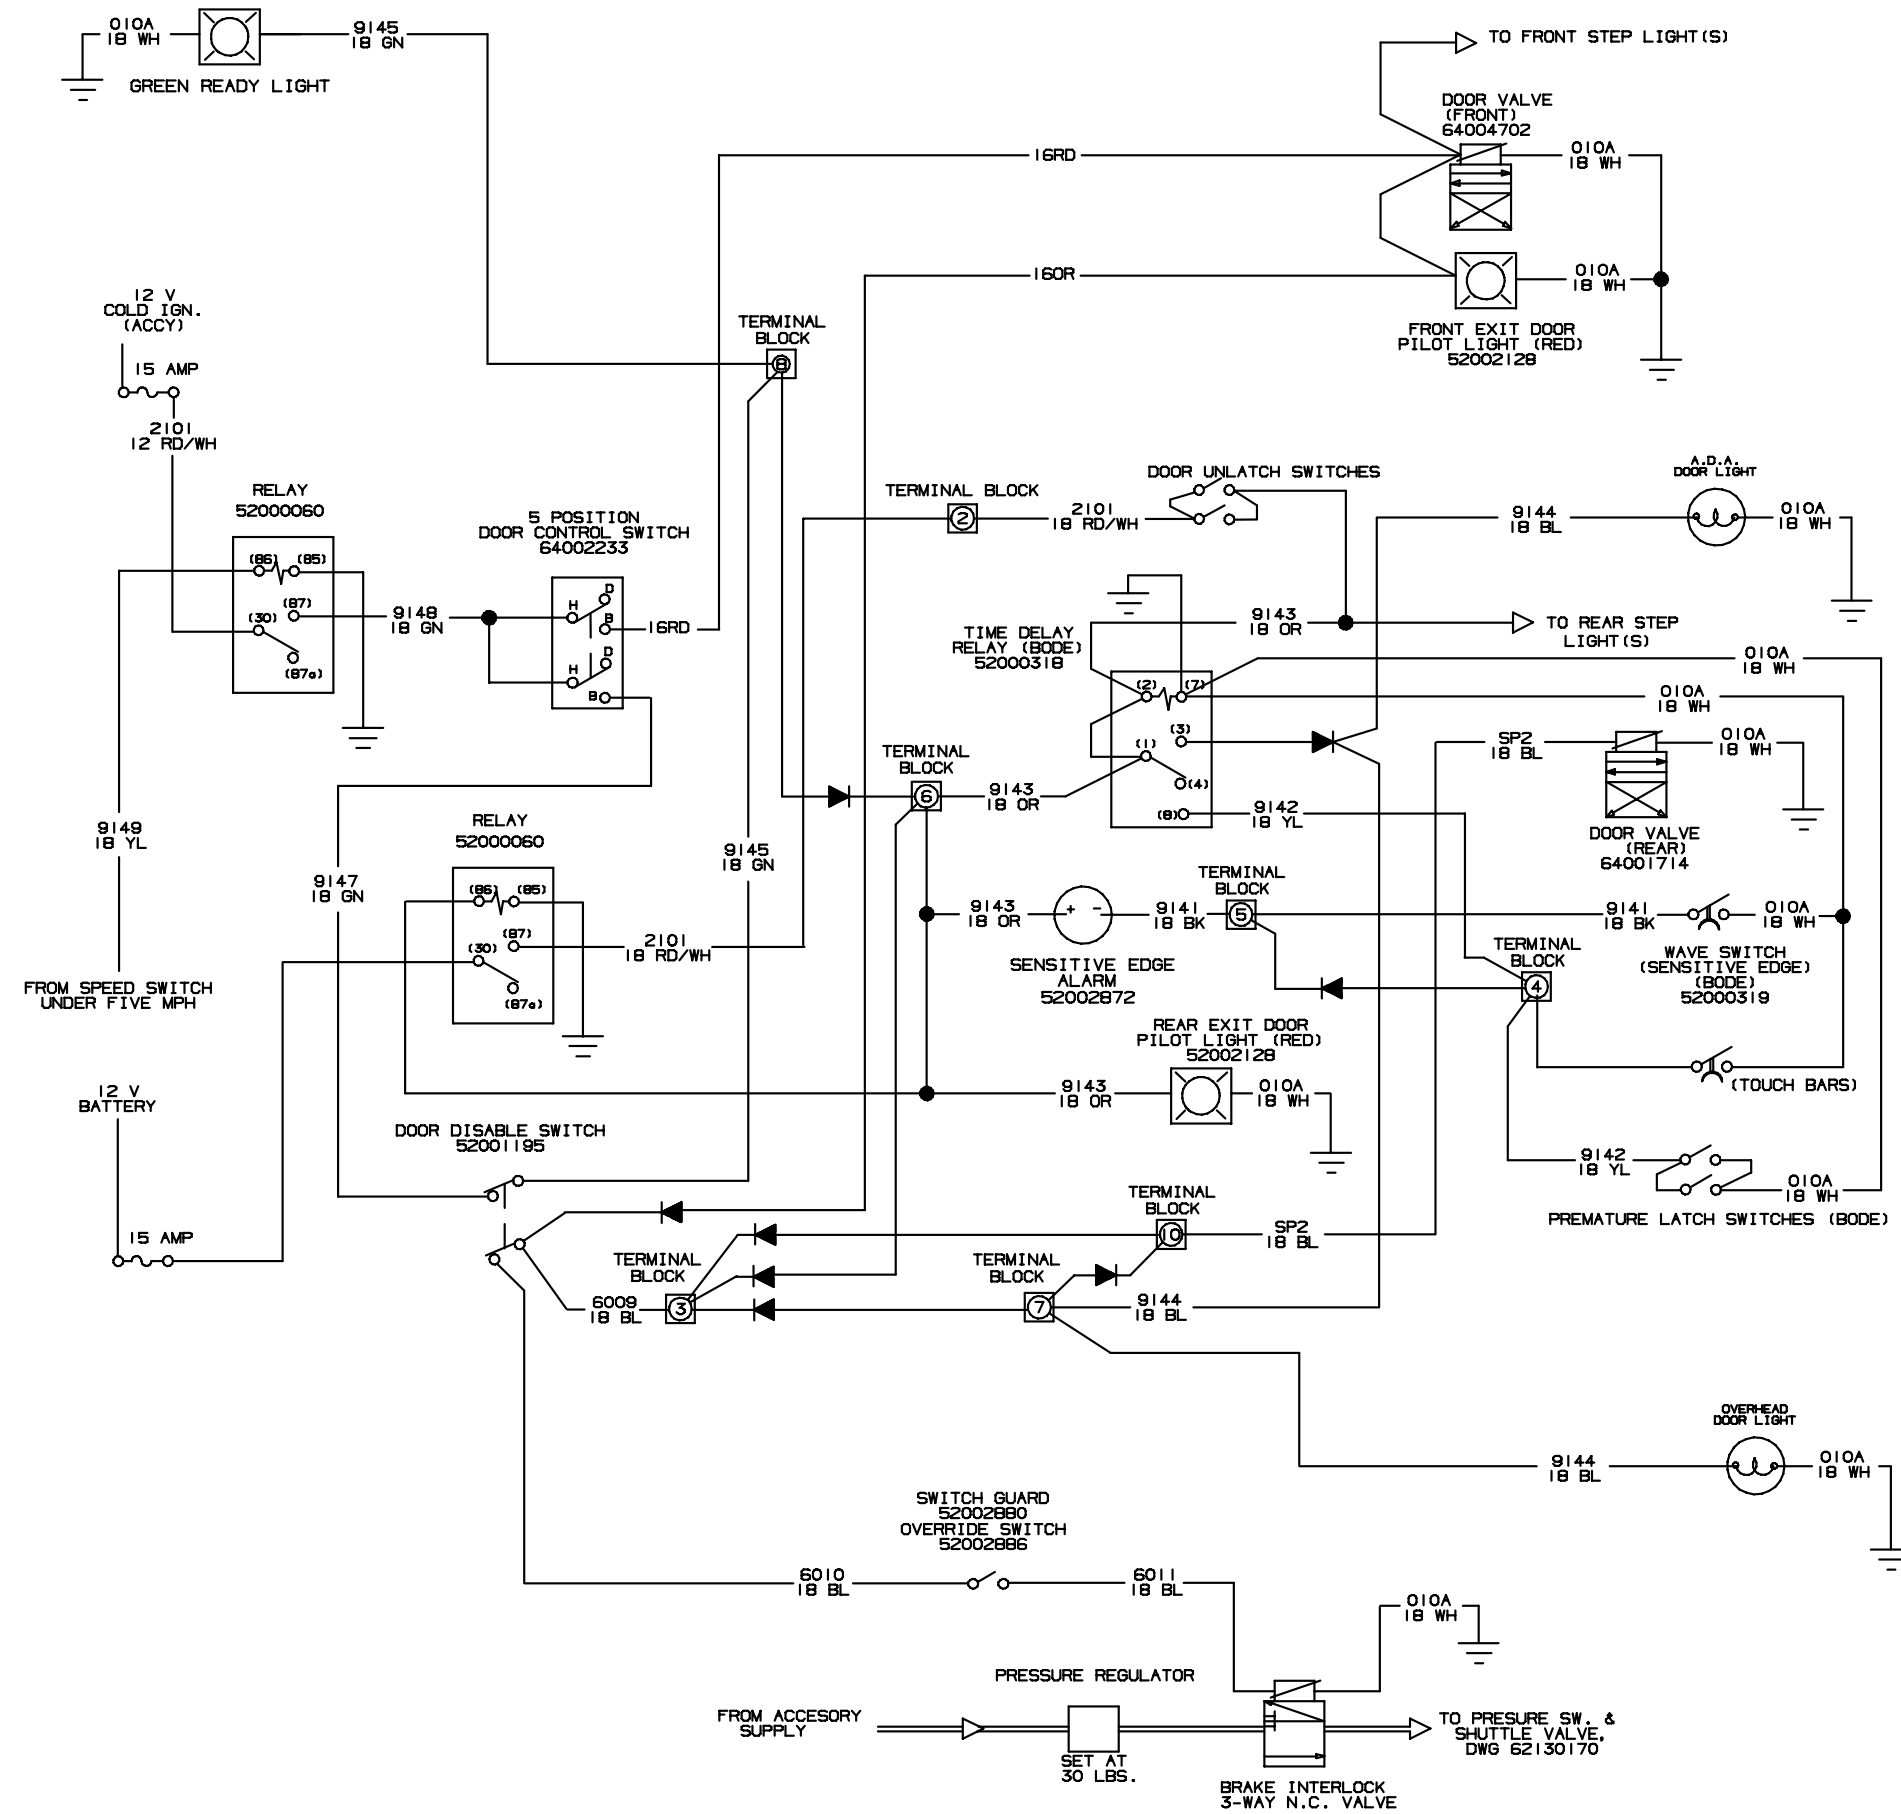 010A
18 WH
9145
18 GN
GREEN READY LIGHT
TO FRONT STEP LIGHT(S)
DOOR VALVE
(FRONT)
64004702
16RD
010A
18 WH
160R
010A
18 WH
FRONT EXIT DOOR
PILOT LIGHT (RED)
52002128
12 V
COLD IGN.
(ACCY)
15 AMP
2101
12 RD/WH
TERMINAL
BLOCK
8
RELAY
52000060
(86)
(85)
(87)
(30)
(87a)
9148
18 GN
5 POSITION
DOOR CONTROL SWITCH
64002233
H
D
B
H
D
B
16RD
TERMINAL BLOCK
2
2101
18 RD/WH
DOOR UNLATCH SWITCHES
9144
18 BL
A.D.A.
DOOR LIGHT
010A
18 WH
9143
18 OR
TO REAR STEP
LIGHT(S)
TIME DELAY
RELAY (BODE)
52000318
(2)
(7)
(3)
(1)
(4)
(8)
010A
18 WH
010A
18 WH
SP2
18 BL
010A
18 WH
DOOR VALVE
(REAR)
64001714
TERMINAL
BLOCK
6
9143
18 OR
9142
18 YL
9149
18 YL
FROM SPEED SWITCH
UNDER FIVE MPH
9147
18 GN
RELAY
52000060
(86)
(85)
(87)
(30)
(87a)
2101
18 RD/WH
9145
18 GN
9143
18 OR
+
-
SENSITIVE EDGE
ALARM
52002872
9141
18 BK
TERMINAL
BLOCK
5
9141
18 BK
010A
18 WH
WAVE SWITCH
(SENSITIVE EDGE)
(BODE)
52000319
TERMINAL
BLOCK
4
REAR EXIT DOOR
PILOT LIGHT (RED)
52002128
9143
18 OR
010A
18 WH
(TOUCH BARS)
9142
18 YL
010A
18 WH
PREMATURE LATCH SWITCHES (BODE)
12 V
BATTERY
15 AMP
DOOR DISABLE SWITCH
52001195
TERMINAL
BLOCK
3
6009
18 BL
TERMINAL
BLOCK
10
SP2
18 BL
TERMINAL
BLOCK
7
9144
18 BL
OVERHEAD
DOOR LIGHT
9144
18 BL
010A
18 WH
SWITCH GUARD
52002880
OVERRIDE SWITCH
52002886
6010
18 BL
6011
18 BL
010A
18 WH
PRESSURE REGULATOR
FROM ACCESORY
SUPPLY
SET AT
30 LBS.
TO PRESURE SW. &
SHUTTLE VALVE,
DWG 62130170
BRAKE INTERLOCK
3-WAY N.C. VALVE